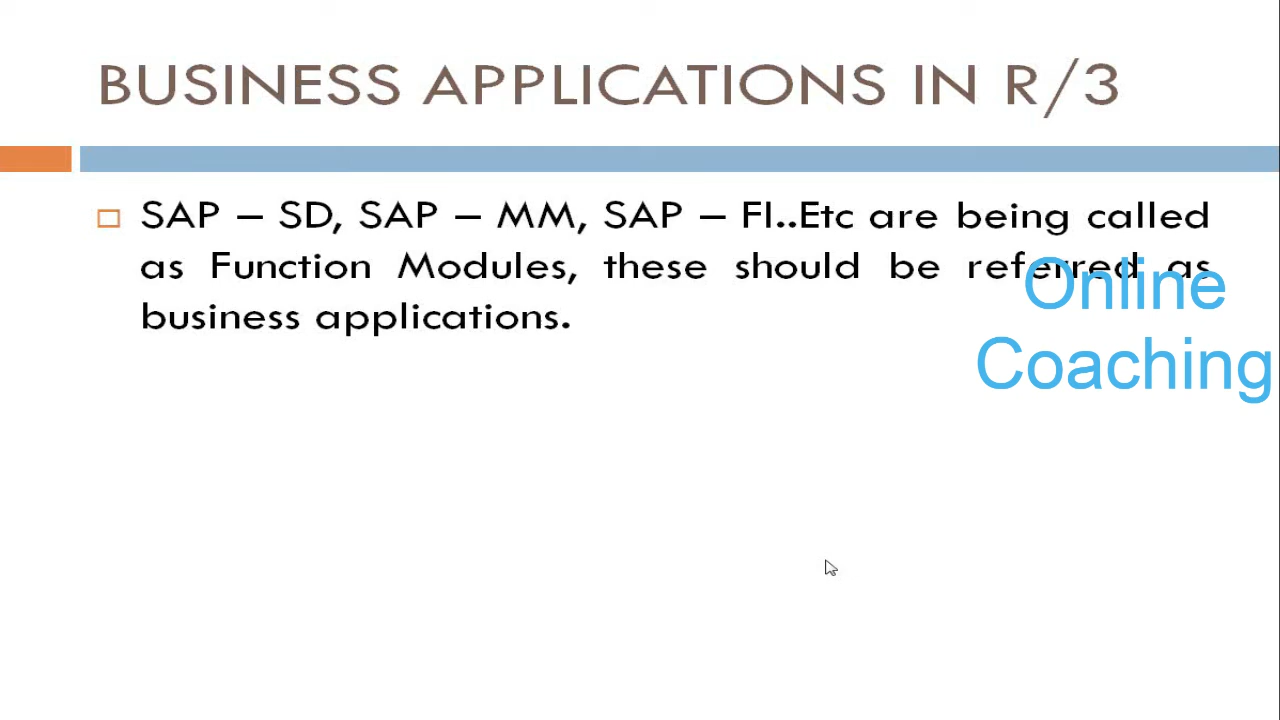 BUSINESS APPLICATIONS IN R/3
SAP – SD, SAP – MM, SAP – FI..Etc are being called
as Function Modules, these should be referred as
business applications.
Online
Coaching